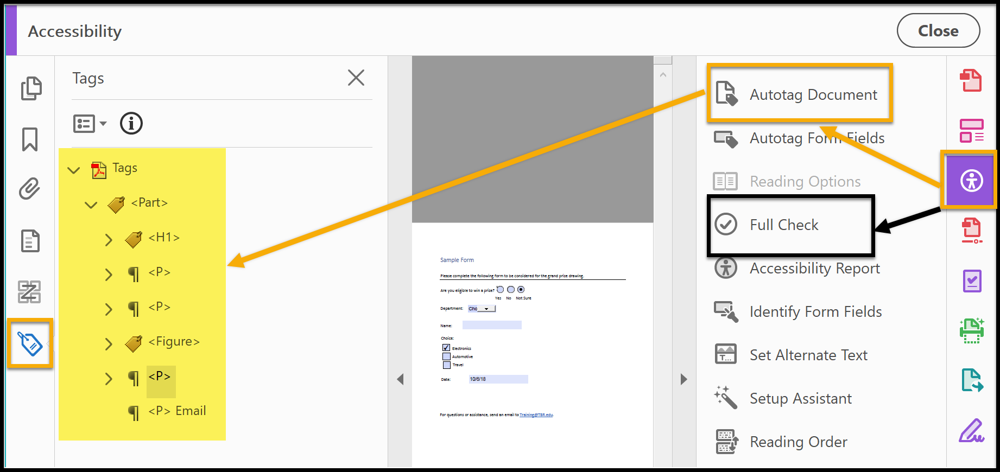 Accessibility
Close
Tags
Tags
<Part>
<H1>
<P>
<P>
<Figure>
<P>
<P> Email
Sample Form
Please complete the following form to be considered for the grand prize drawing.
Are you eligible to win a prize?
Yes No Not Sure
Department: Cho
Name:
Choice:
Electronics
Automotive
Travel
Date: 10/6/18
For questions or assistance, send an email to Training@TBR.edu.
Autotag Document
Autotag Form Fields
Reading Options
Full Check
Accessibility Report
Identify Form Fields
T...
Set Alternate Text
Setup Assistant
Reading Order